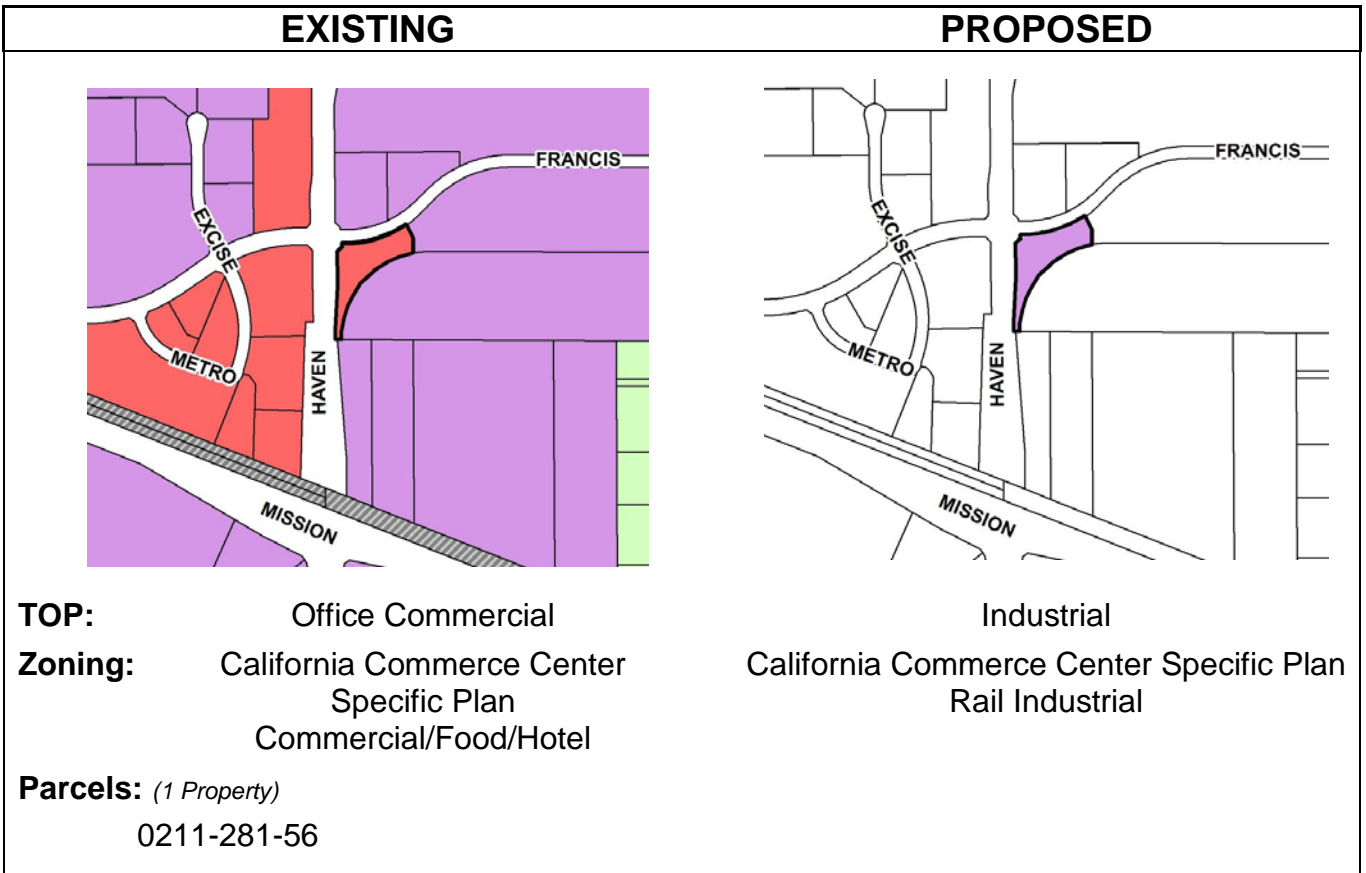 EXISTING PROPOSED
FRANCIS
EXCISE
METRO
HAVEN
MISSION
FRANCIS
EXCISE
METRO
HAVEN
MISSION
TOP: Office Commercial Industrial
Zoning: California Commerce Center California Commerce Center Specific Plan
Specific Plan Rail Industrial
Commercial/Food/Hotel
Parcels: (1 Property)
0211-281-56